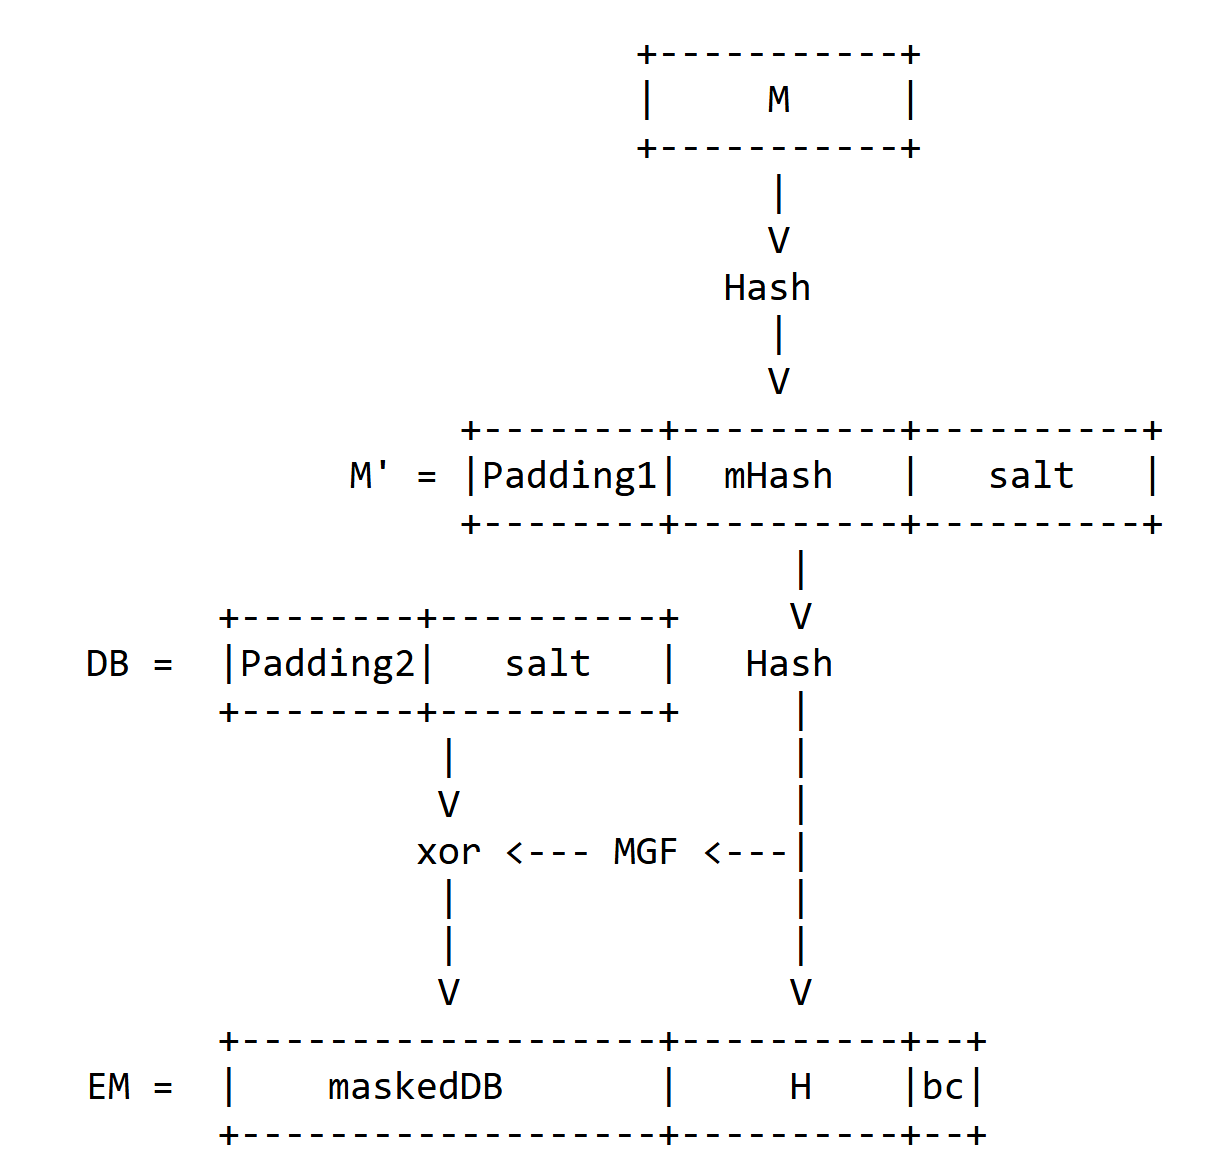 +-----------+
|     M     |
+-----------+
|
V
Hash
|
V
+--------+----------+----------+
M' = |Padding1|  mHash   |   salt   |
+--------+----------+----------+
|
+--------+----------+     V
DB =  |Padding2|   salt   |   Hash
+--------+----------+     |
|               |
V               |
xor <--- MGF <---|
|               |
|               |
V               V
+-------------------+----------+--+
EM =  |    maskedDB       |     H    |bc|
+-------------------+----------+--+